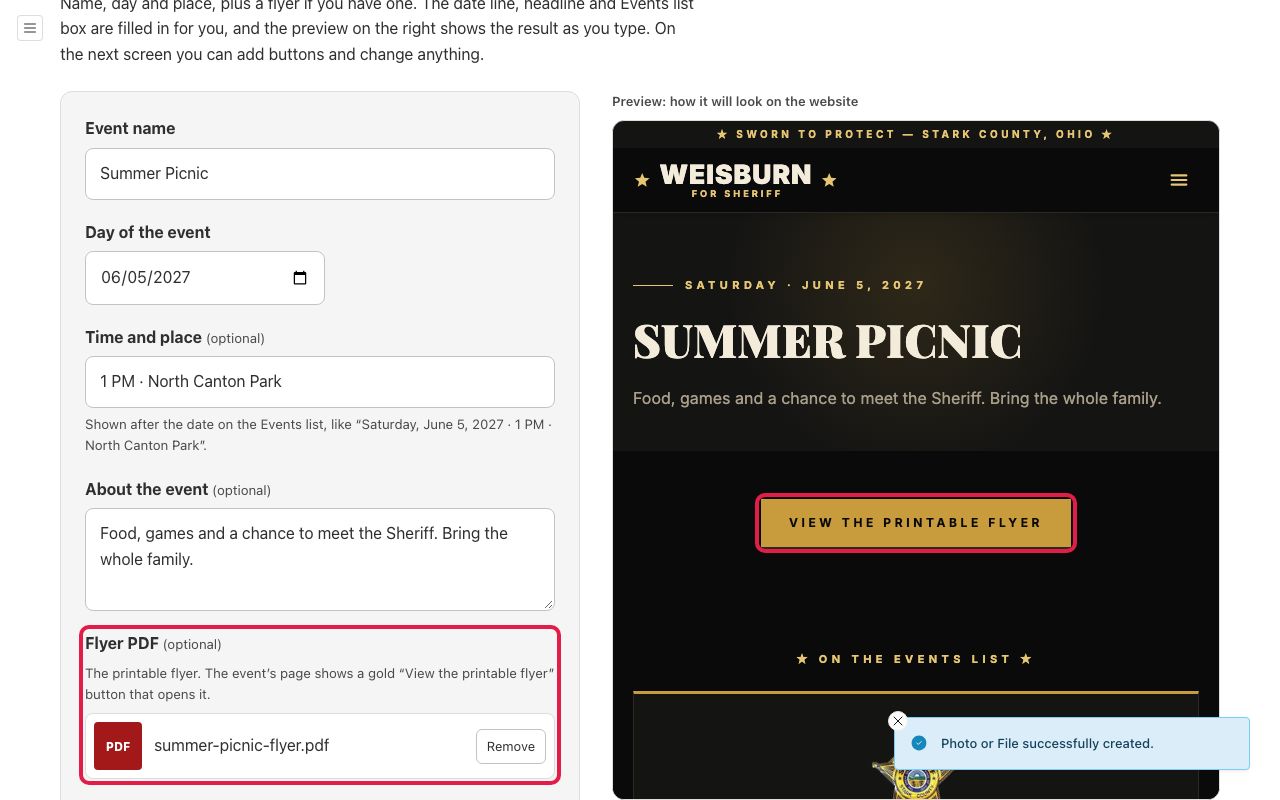 Name, day and place, plus a flyer if you have one. The date line, headline and Events list
box are filled in for you, and the preview on the right shows the result as you type. On
the next screen you can add buttons and change anything.
Event name
Summer Picnic
Day of the event
06/05/2027
Time and place (optional)
1 PM · North Canton Park
Shown after the date on the Events list, like “Saturday, June 5, 2027 · 1 PM ·
North Canton Park”.
About the event (optional)
Food, games and a chance to meet the Sheriff. Bring the
whole family.
Flyer PDF (optional)
The printable flyer. The event’s page shows a gold “View the printable flyer”
button that opens it.
PDF
summer-picnic-flyer.pdf
Remove
Preview: how it will look on the website
★ SWORN TO PROTECT — STARK COUNTY, OHIO ★
★ WEISBURN ★
FOR SHERIFF
SATURDAY · JUNE 5, 2027
SUMMER PICNIC
Food, games and a chance to meet the Sheriff. Bring the whole family.
VIEW THE PRINTABLE FLYER
★ ON THE EVENTS LIST ★
Photo or File successfully created.